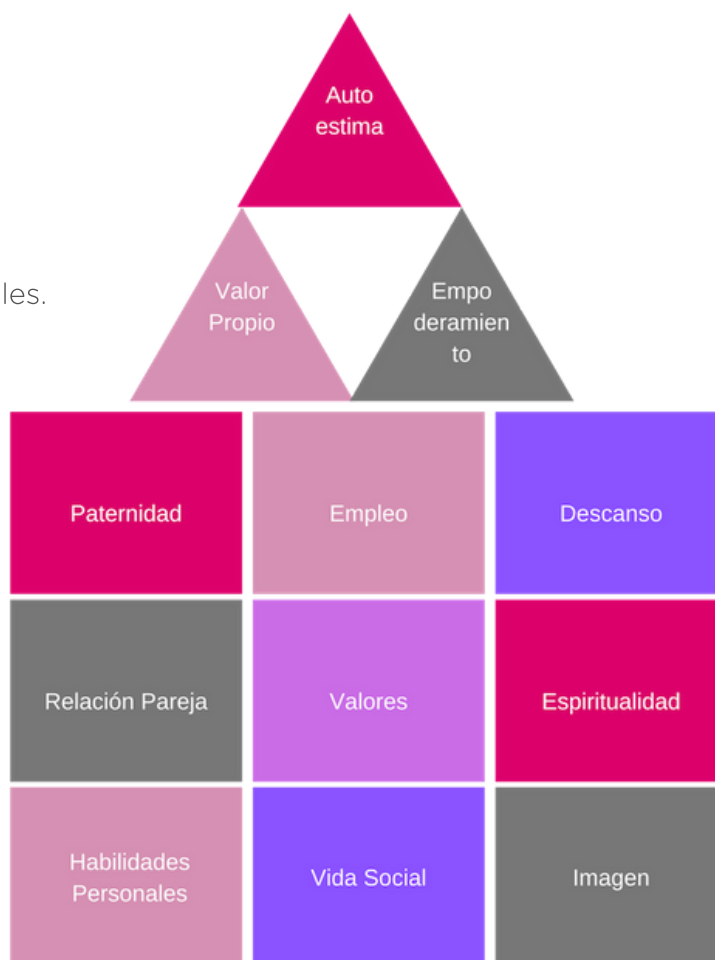 Auto
estima
les.
Valor
Propio
Empo
deramien
to
Paternidad
Empleo
Descanso
Relación Pareja
Valores
Espiritualidad
Habilidades
Personales
Vida Social
Imagen